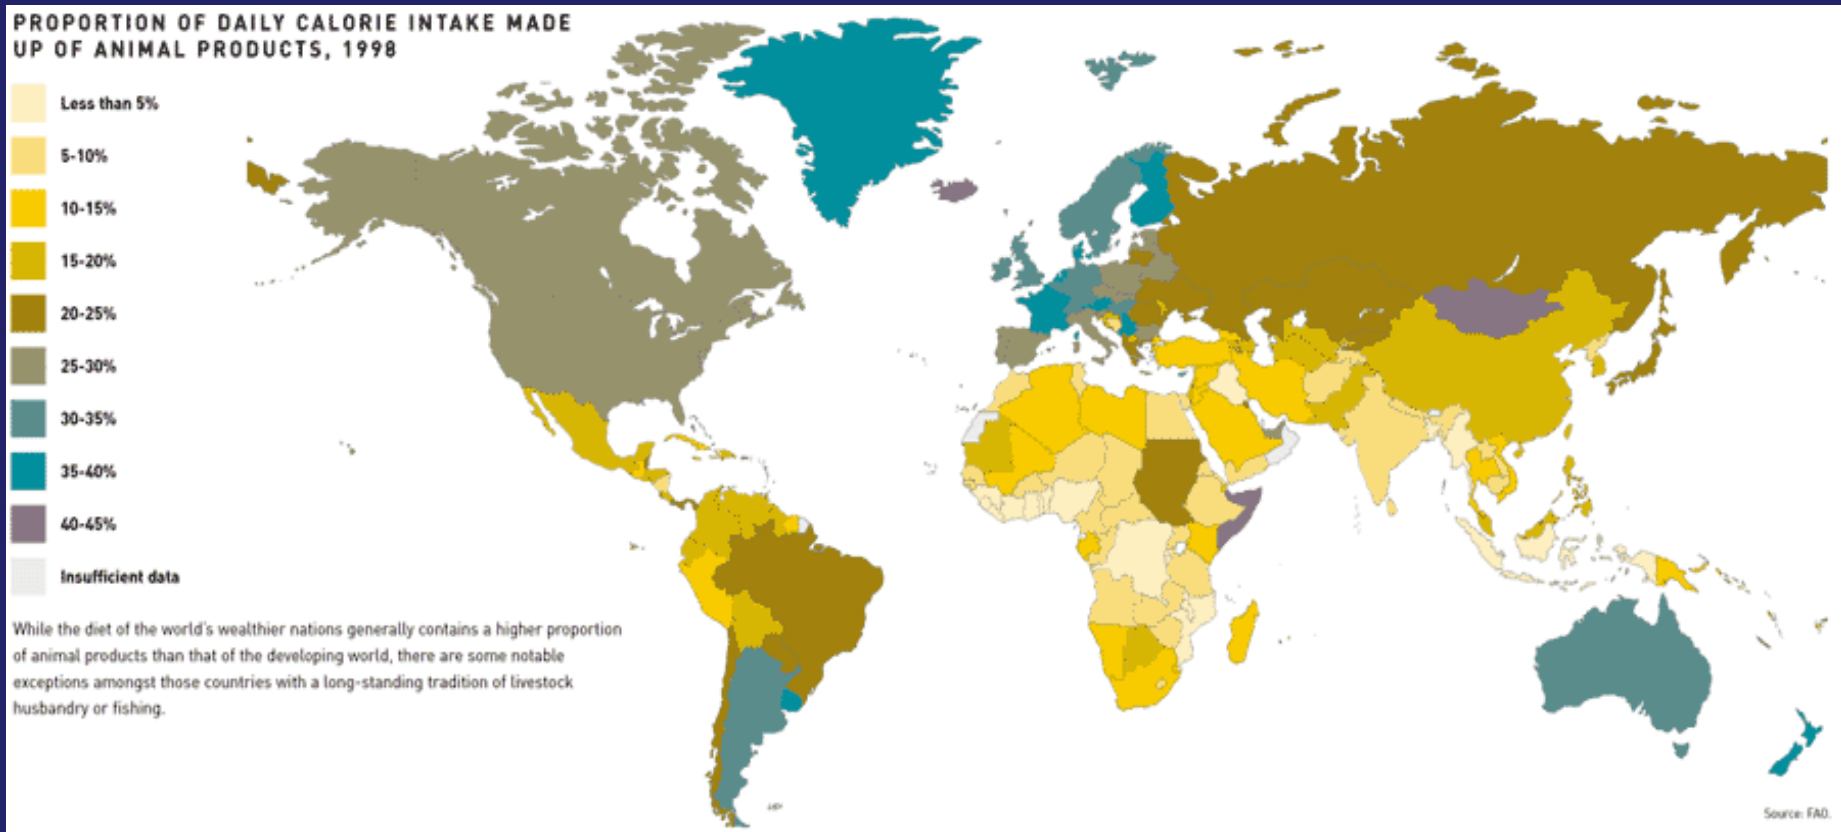 PROPORTION OF DAILY CALORIE INTAKE MADE
UP OF ANIMAL PRODUCTS, 1998
Less than 5%
5-10%
10-15%
15-20%
20-25%
25-30%
30-35%
35-40%
40-45%
Insufficient data
While the diet of the world's wealthier nations generally contains a higher proportion
of animal products than that of the developing world, there are some notable
exceptions amongst those countries with a long-standing tradition of livestock
husbandry or fishing.
Source: FAO.